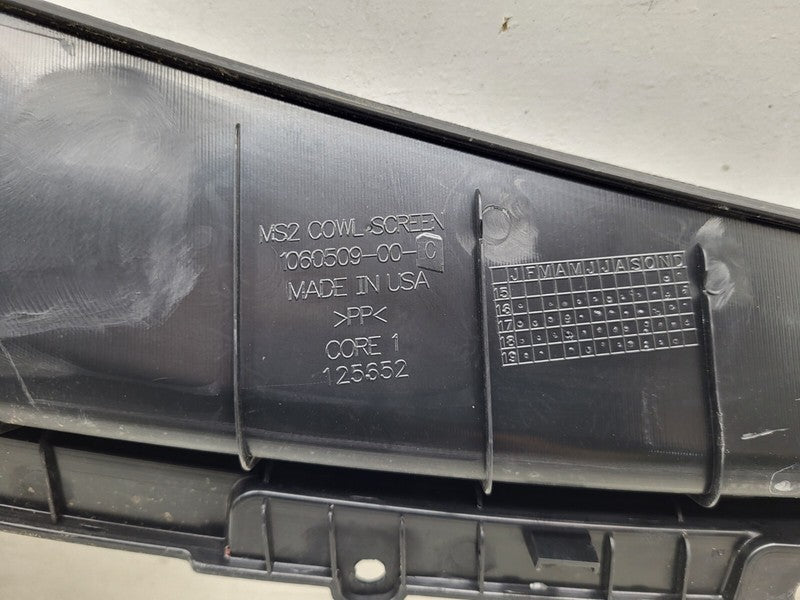 MS2 COWL SCREEN
1060509-00-C
MADE IN USA
>PP<
CORE 1
125652
J F M A M J J A S O N D
15
16
17
18
19